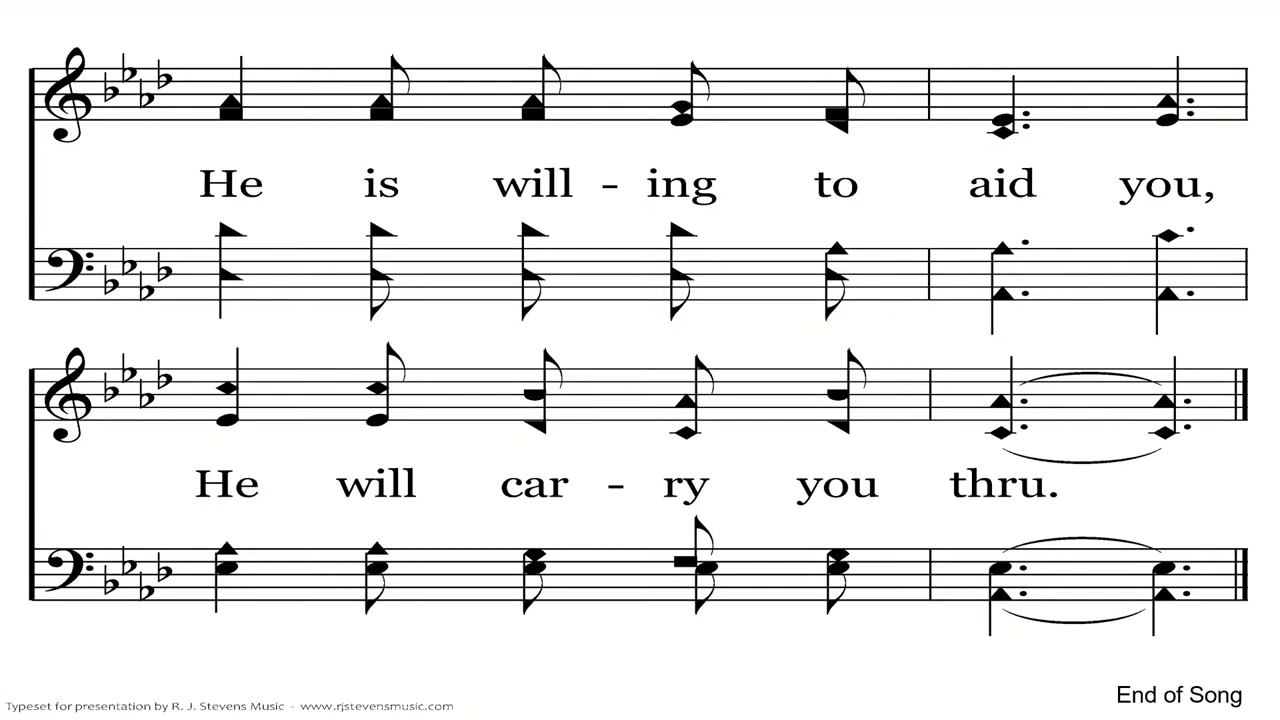 He is will - ing to aid you,
He will car - ry you thru.
End of Song
Typeset for presentation by R. J. Stevens Music - www.rjstevensmusic.com